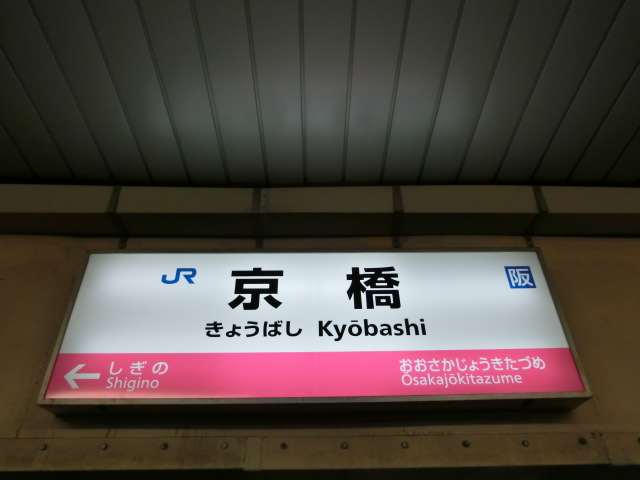 JR 京橋 阪
きょうばし Kyōbashi
← しぎの おおさかじょうきたづめ
Shigino Ōsakajōkitazume